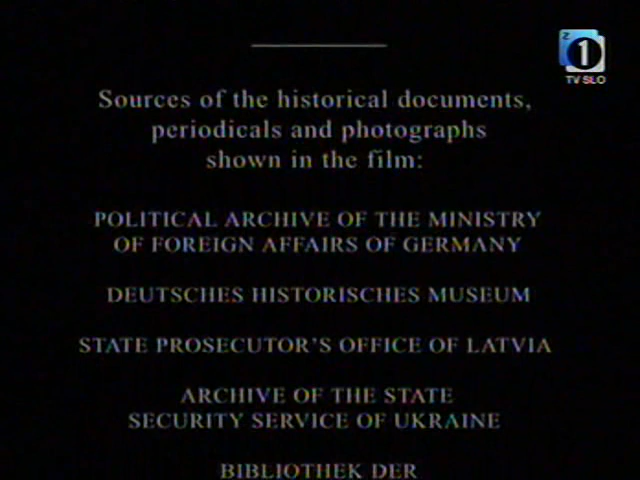 Z
1
TV SLO
Sources of the historical documents,
periodicals and photographs
shown in the film:
POLITICAL ARCHIVE OF THE MINISTRY
OF FOREIGN AFFAIRS OF GERMANY
DEUTSCHES HISTORISCHES MUSEUM
STATE PROSECUTOR'S OFFICE OF LATVIA
ARCHIVE OF THE STATE
SECURITY SERVICE OF UKRAINE
BIBLIOTHEK DER